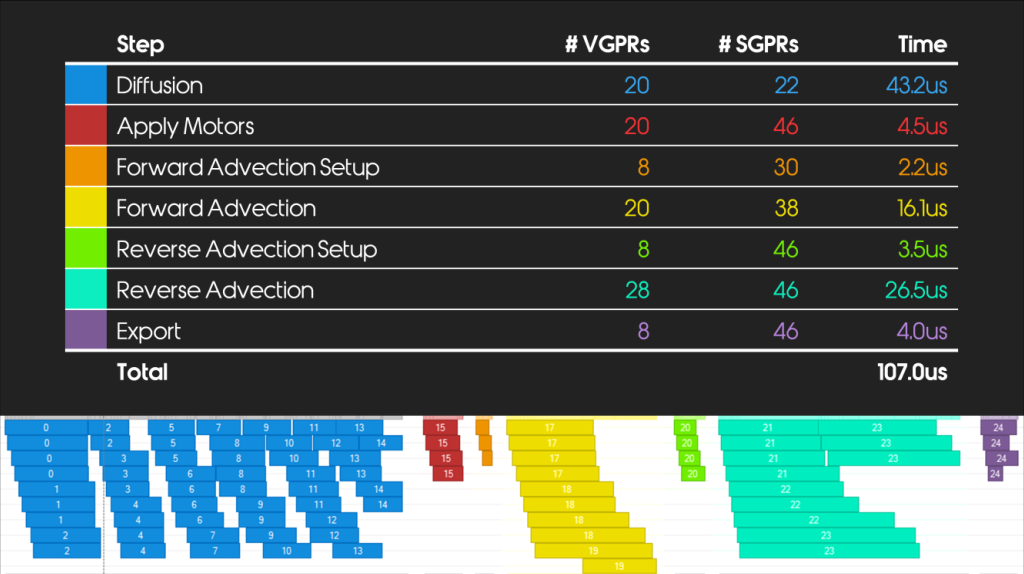 Step # VGPRs # SGPRs Time
Diffusion 20 22 43.2us
Apply Motors 20 46 4.5us
Forward Advection Setup 8 30 2.2us
Forward Advection 20 38 16.1us
Reverse Advection Setup 8 46 3.5us
Reverse Advection 28 46 26.5us
Export 8 46 4.0us
Total 107.0us
0 2 5 7 9 11 13 15 17 20 21 23 24
0 2 5 8 10 12 14 15 17 20 21 23 24
0 3 5 8 10 13 15 17 20 21 23 24
0 3 6 8 11 13 15 17 20 21 24
1 3 6 8 11 14 18 22
1 4 6 9 11 14 18 22
1 4 6 9 12 18 22
2 4 7 9 12 18 23
2 4 7 10 13 19 23
19